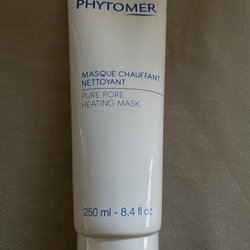 PHYTOMER
MASQUE CHAUFFANT
NETTOYANT
PURE PORE
HEATING MASK
250 ml - 8.4 fl oz